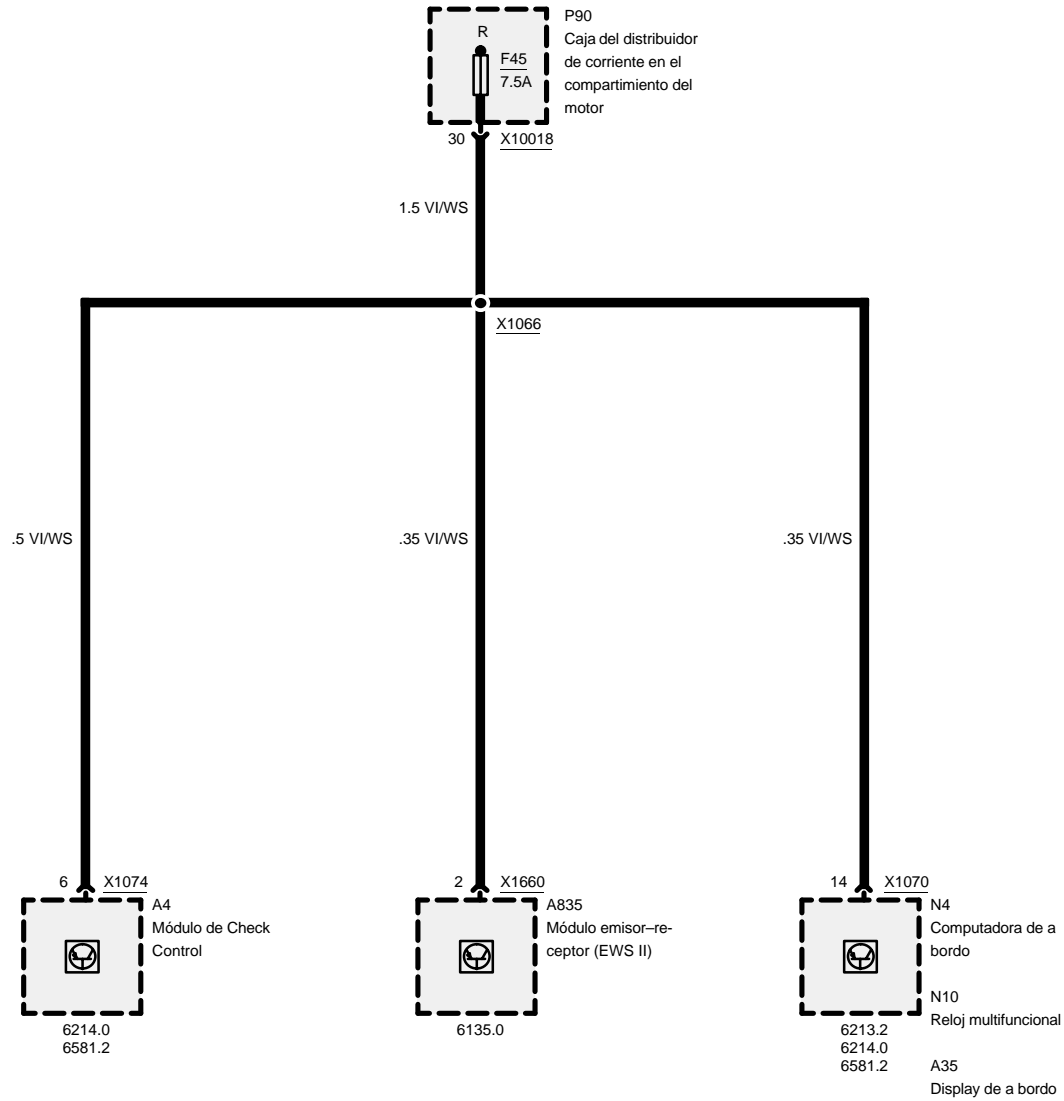 P90
Caja del distribuidor
de corriente en el
compartimiento del
motor
R
F45
7.5A
30
X10018
1.5 VI/WS
X1066
.5 VI/WS
.35 VI/WS
.35 VI/WS
6
X1074
A4
Módulo de Check
Control
6214.0
6581.2
2
X1660
A835
Módulo emisor–re-
ceptor (EWS II)
6135.0
14
X1070
N4
Computadora de a
bordo
N10
Reloj multifuncional
A35
Display de a bordo
6213.2
6214.0
6581.2